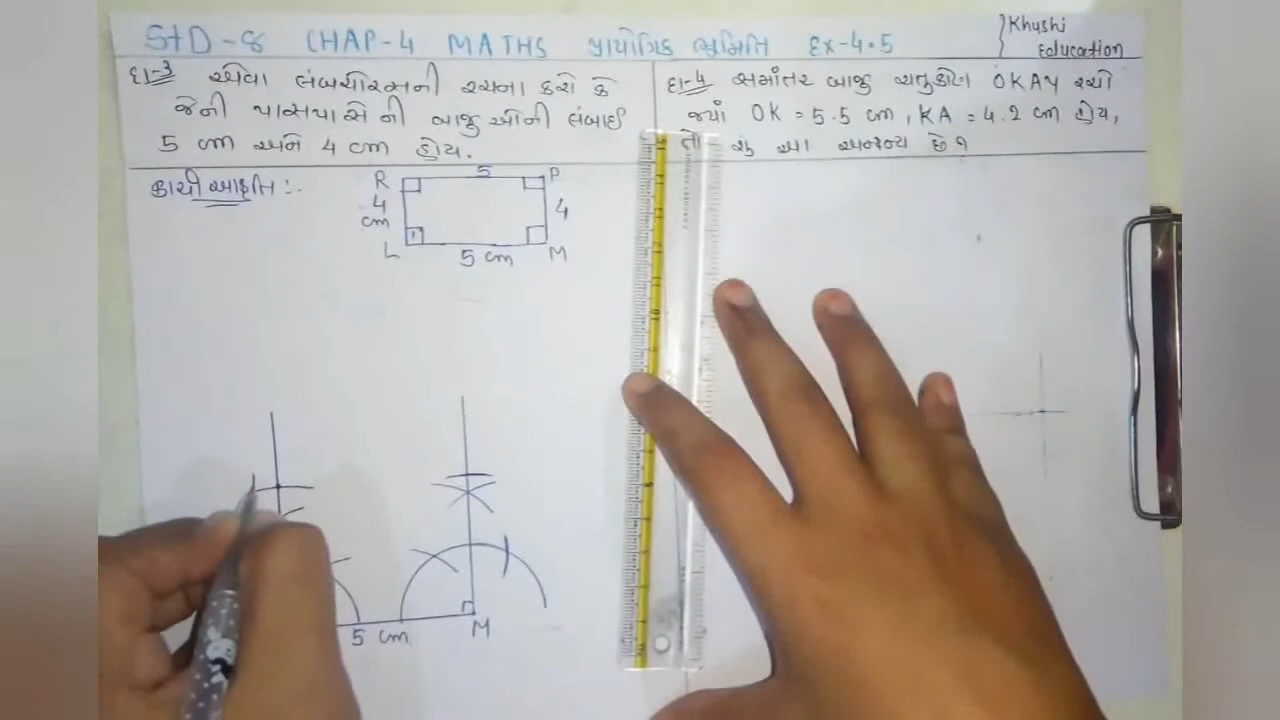 STD-8 CHAP-4 MATHS પ્રાયોગિક ભૂમિતિ EX-4.5
Khushi
Education
દા-3 એવા લંબચોરસની રચના કરો કે
જેની પાસપાસેની બાજુઓની લંબાઈ
5 cm અને 4 cm હોય.
દા-4 સમાંતર બાજુ ચતુષ્કોણ OKAY રચો
જ્યાં OK = 5.5 cm, KA = 4.2 cm હોય,
તો શું આ અનન્ય છે ?
કાચી આકૃતિ :-
R 5 P
4 cm
4
L 5 cm M
5 cm M